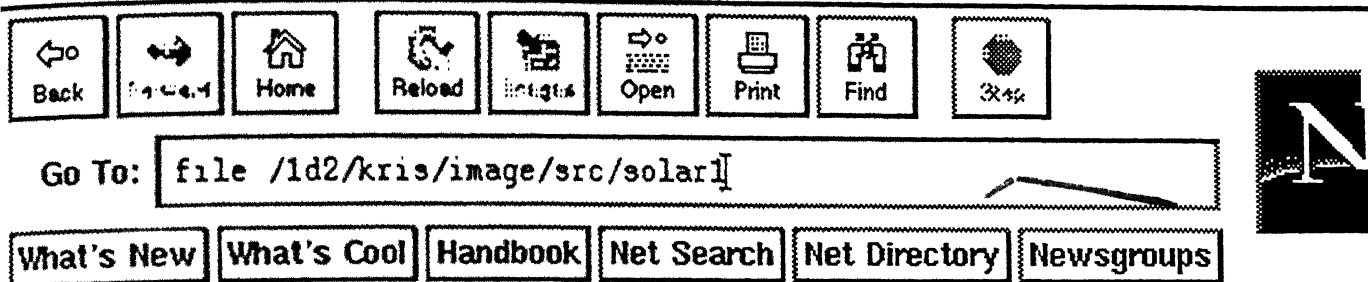 Back Home Reload Open Print Find
Go To: file /1d2/kris/image/src/solar1
What's New What's Cool Handbook Net Search Net Directory Newsgroups
N